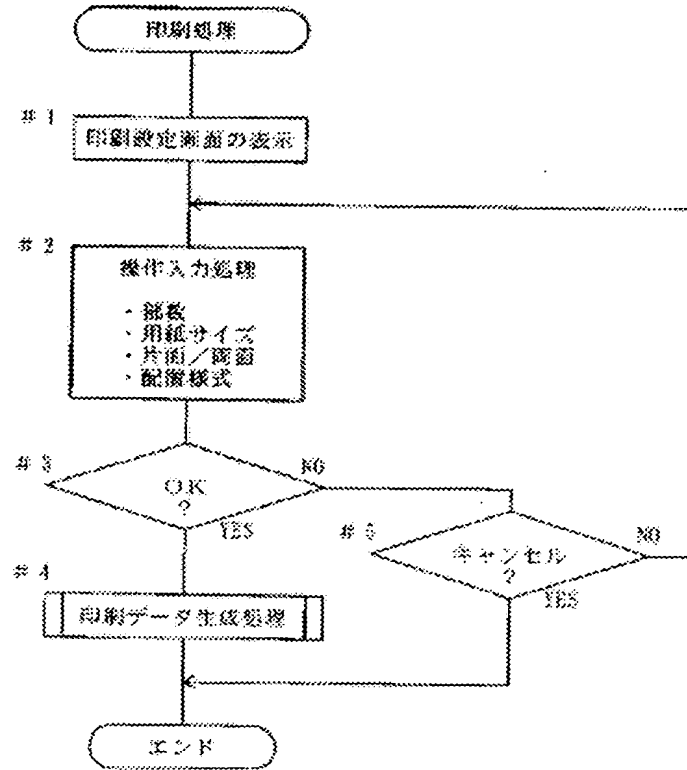 印刷処理
# 1
印刷設定画面の表示
# 2
操作入力処理
・部数
・用紙サイズ
・片面／両面
・配置様式
# 3
OK
?
NO
YES
# 5
キャンセル
?
NO
YES
# 4
印刷データ生成処理
エンド